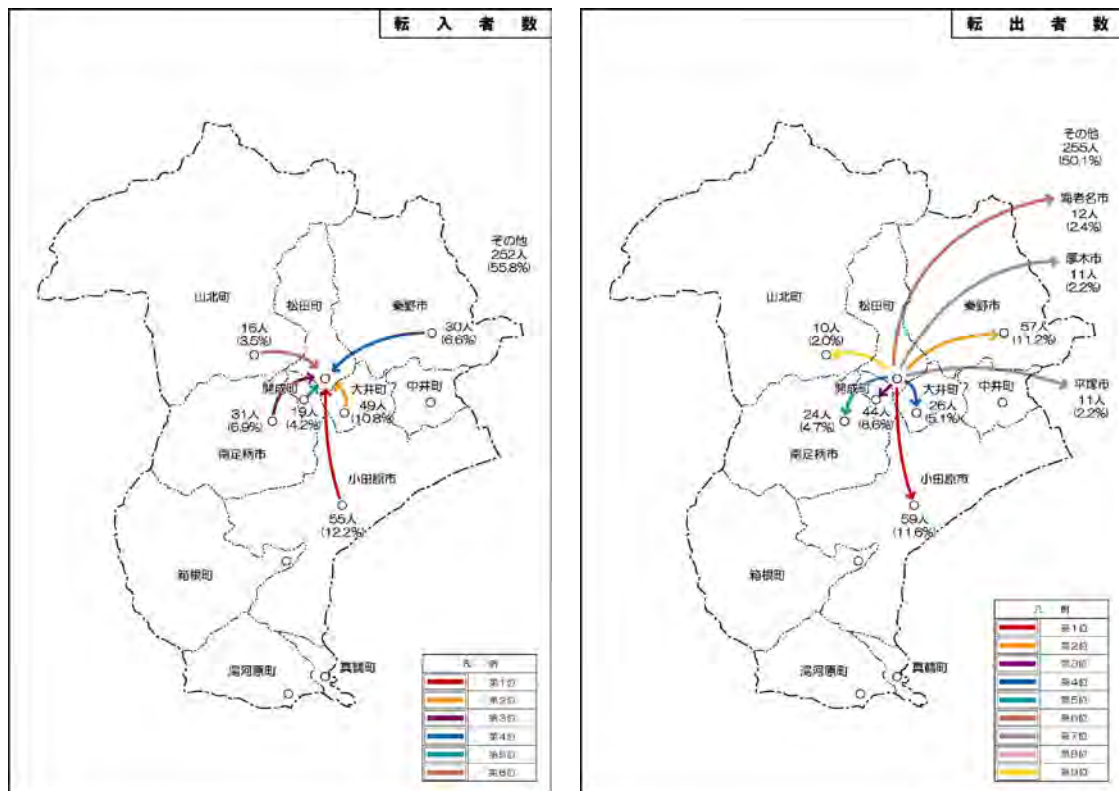 転入者数
その他
252人
(55.8%)
山北町
松田町
秦野市
16人
(3.5%)
30人
(6.6%)
開成町
大井町
中井町
31人
(6.9%)
19人
(4.2%)
49人
(10.8%)
南足柄市
小田原市
55人
(12.2%)
箱根町
湯河原町
真鶴町
凡例
第1位
第2位
第3位
第4位
第5位
第6位
転出者数
その他
255人
(50.1%)
海老名市
12人
(2.4%)
厚木市
11人
(2.2%)
山北町
松田町
秦野市
10人
(2.0%)
57人
(11.2%)
開成町
大井町
中井町
平塚市
11人
(2.2%)
24人
(4.7%)
44人
(8.6%)
26人
(5.1%)
南足柄市
小田原市
59人
(11.6%)
箱根町
湯河原町
真鶴町
凡例
第1位
第2位
第3位
第4位
第5位
第6位
第7位
第8位
第9位